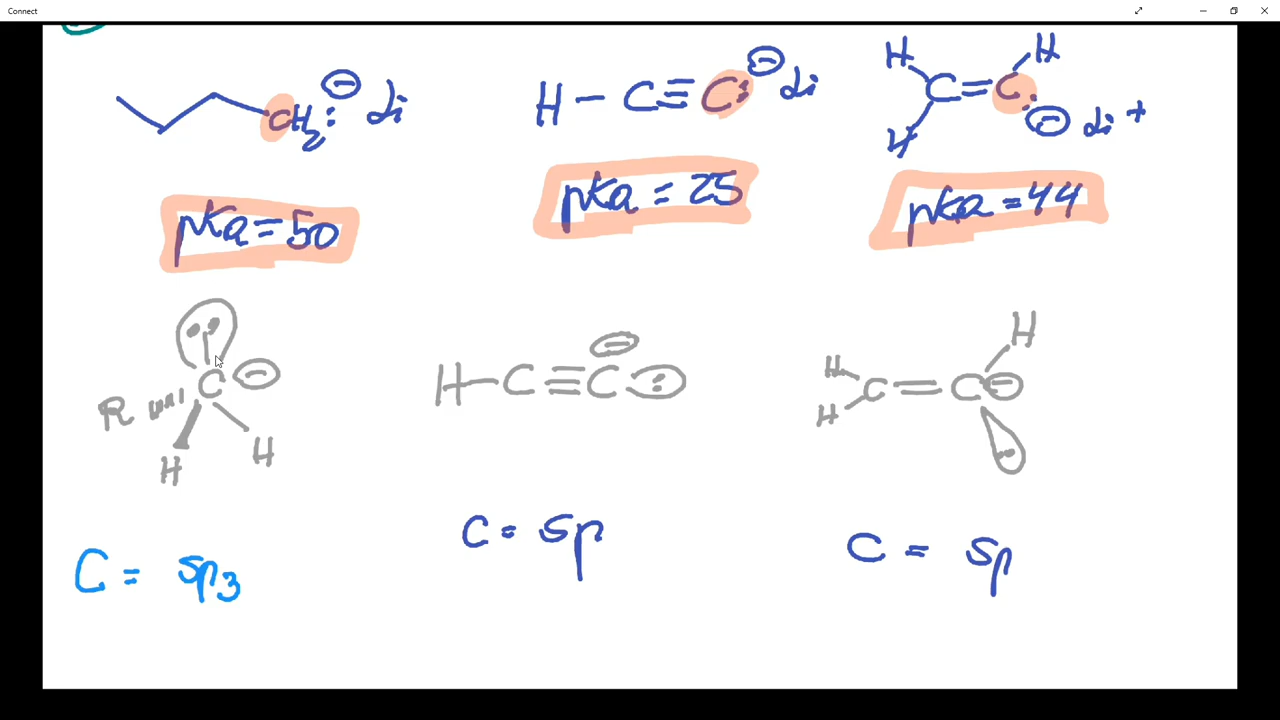 Connect
CH₂:⊖ Li
H-C≡C:⊖ Li
H H
C=C:
H ⊖ Li+
pKa=50
pKa = 25
pKa=44
C ⊖
R H H
H-C≡C:⊖
H H
H C=C⊖ :
C = sp3
C = sp
C = sp